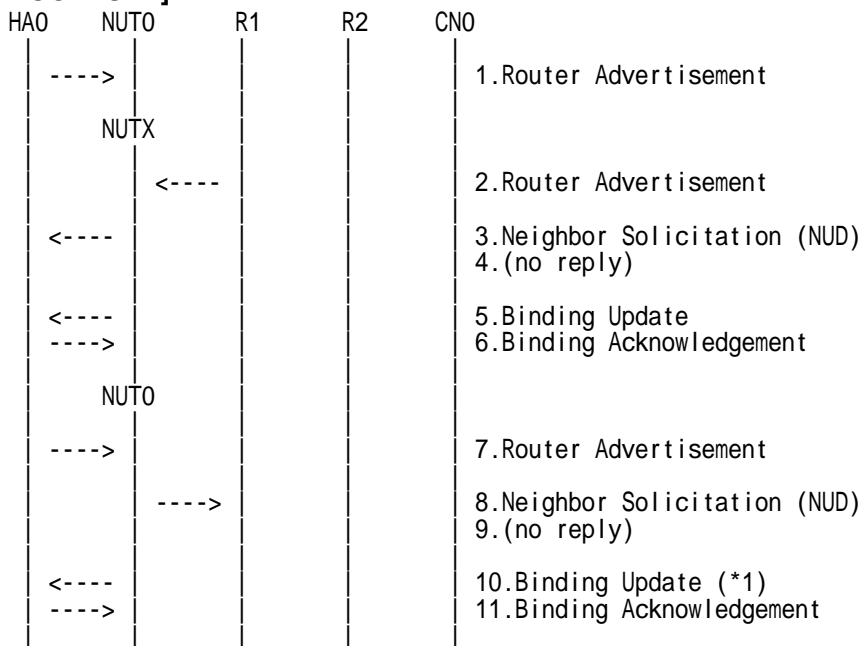 HA0 NUT0 R1 R2 CN0
----> 1.Router Advertisement
NUTX
<---- 2.Router Advertisement
<---- 3.Neighbor Solicitation (NUD)
4.(no reply)
<---- 5.Binding Update
----> 6.Binding Acknowledgement
NUT0
----> 7.Router Advertisement
----> 8.Neighbor Solicitation (NUD)
9.(no reply)
<---- 10.Binding Update (*1)
----> 11.Binding Acknowledgement